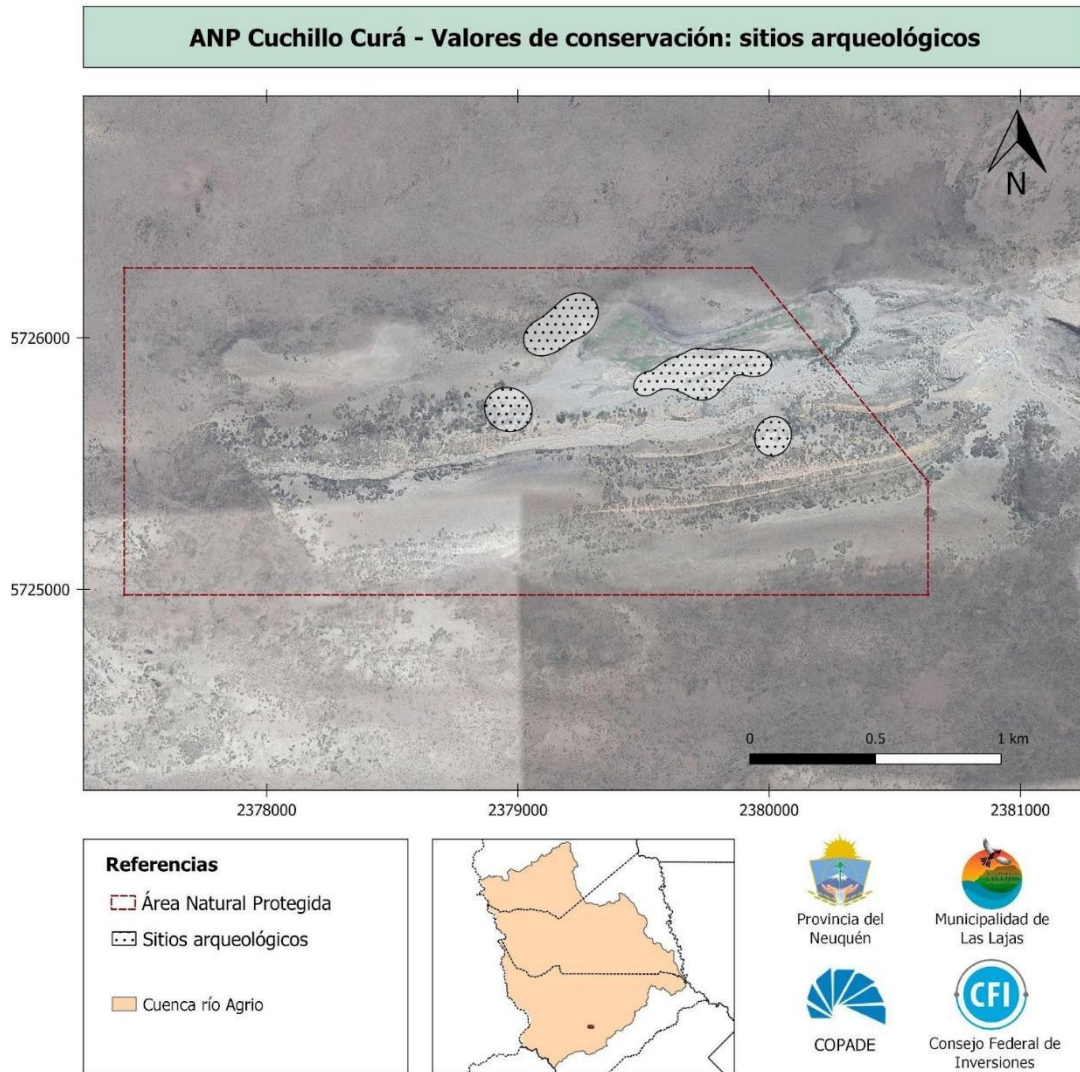 ANP Cuchillo Curá - Valores de conservación: sitios arqueológicos
N
5726000
5725000
0 0.5 1 km
2378000 2379000 2380000 2381000
Referencias
Área Natural Protegida
Sitios arqueológicos
Cuenca río Agrio
Provincia del
Neuquén
Municipalidad de
Las Lajas
COPADE
CFI
Consejo Federal de
Inversiones